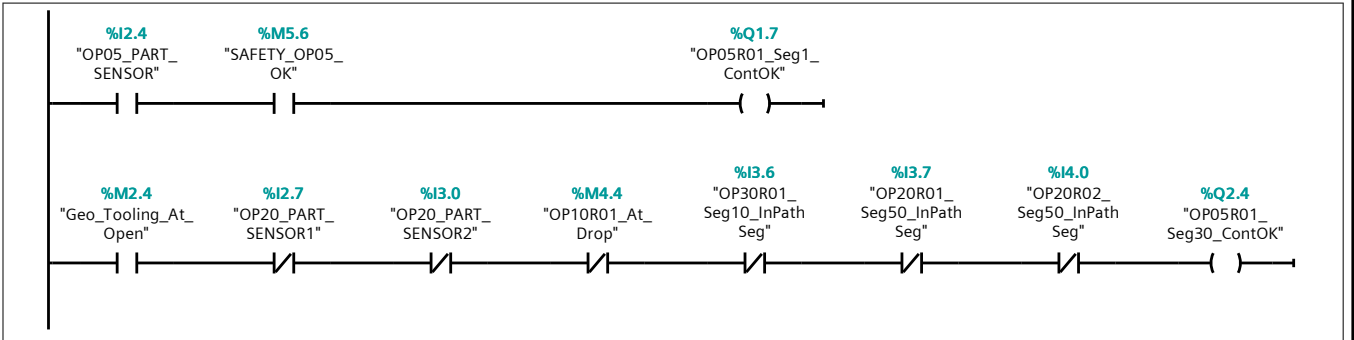 %I2.4 %M5.6 %Q1.7
"OP05_PART_ "SAFETY_OP05_ "OP05R01_Seg1_
SENSOR" OK" ContOK"
%I3.6 %I3.7 %I4.0
%M2.4 %I2.7 %I3.0 %M4.4 "OP30R01_ "OP20R01_ "OP20R02_ %Q2.4
"Geo_Tooling_At_ "OP20_PART_ "OP20_PART_ "OP10R01_At_ Seg10_InPath Seg50_InPath Seg50_InPath "OP05R01_
Open" SENSOR1" SENSOR2" Drop" Seg" Seg" Seg" Seg30_ContOK"